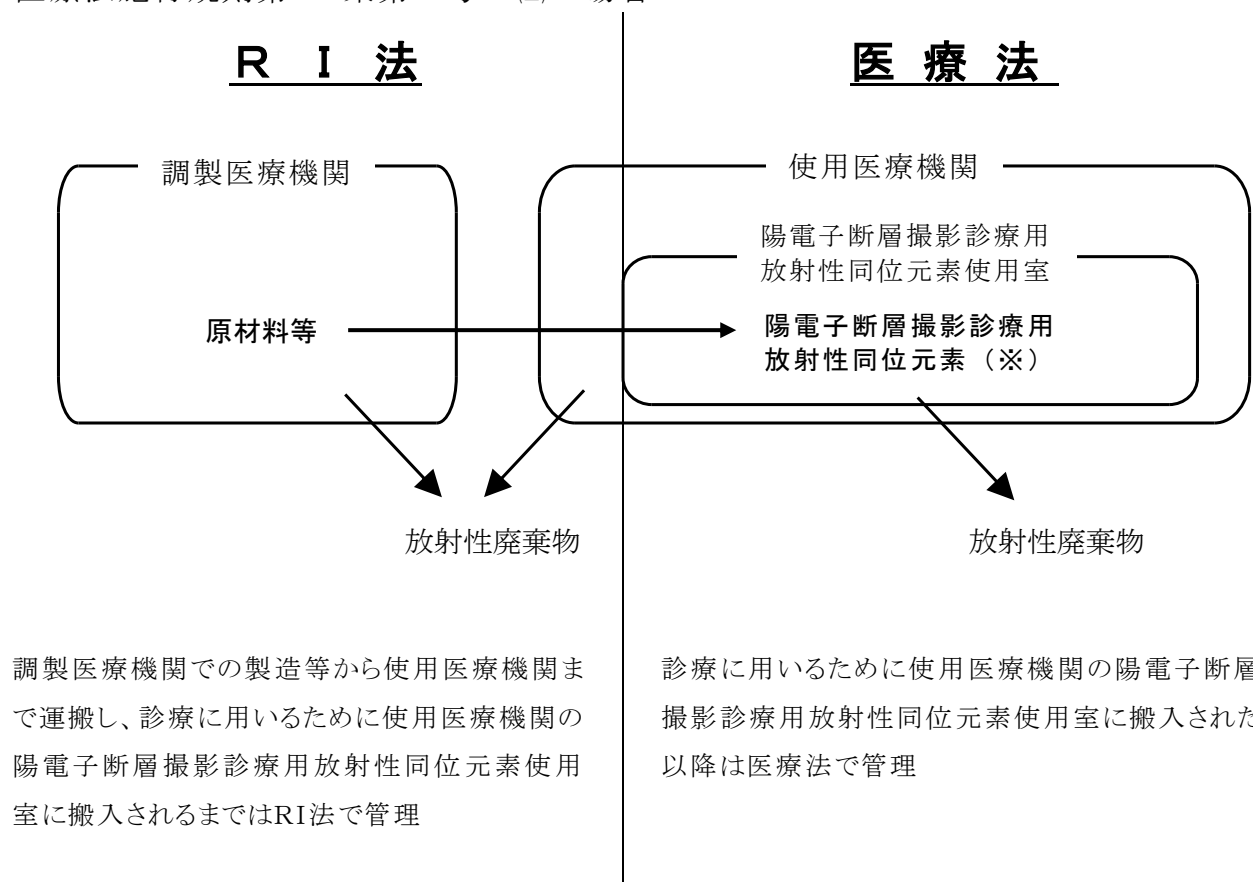 R I 法
医 療 法
調製医療機関
使用医療機関
陽電子断層撮影診療用
放射性同位元素使用室
原材料等
陽電子断層撮影診療用
放射性同位元素（※）
放射性廃棄物
放射性廃棄物
調製医療機関での製造等から使用医療機関ま
で運搬し、診療に用いるために使用医療機関の
陽電子断層撮影診療用放射性同位元素使用
室に搬入されるまではRI法で管理
診療に用いるために使用医療機関の陽電子断層
撮影診療用放射性同位元素使用室に搬入された
以降は医療法で管理